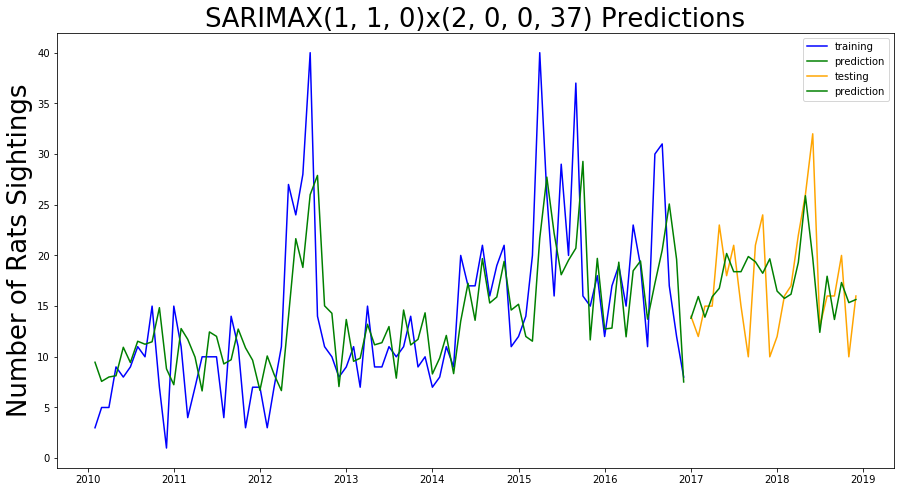 SARIMAX(1, 1, 0)x(2, 0, 0, 37) Predictions
Number of Rats Sightings
40
35
30
25
20
15
10
5
0
training
prediction
testing
prediction
2010 2011 2012 2013 2014 2015 2016 2017 2018 2019